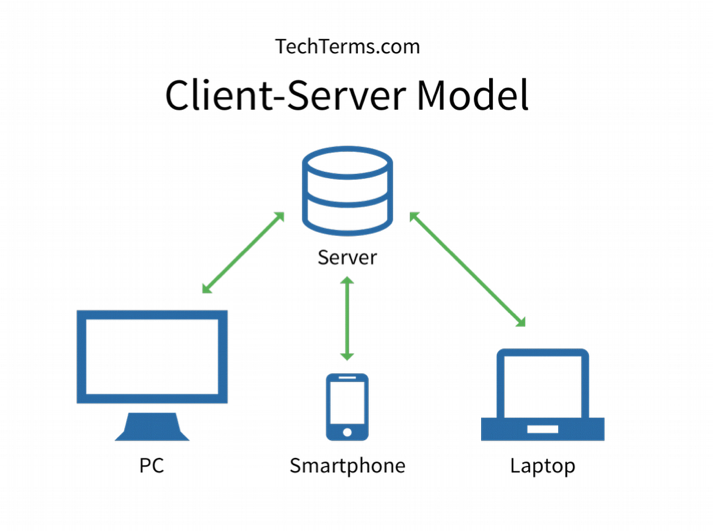 TechTerms.com
Client-Server Model
Server
PC
Smartphone
Laptop